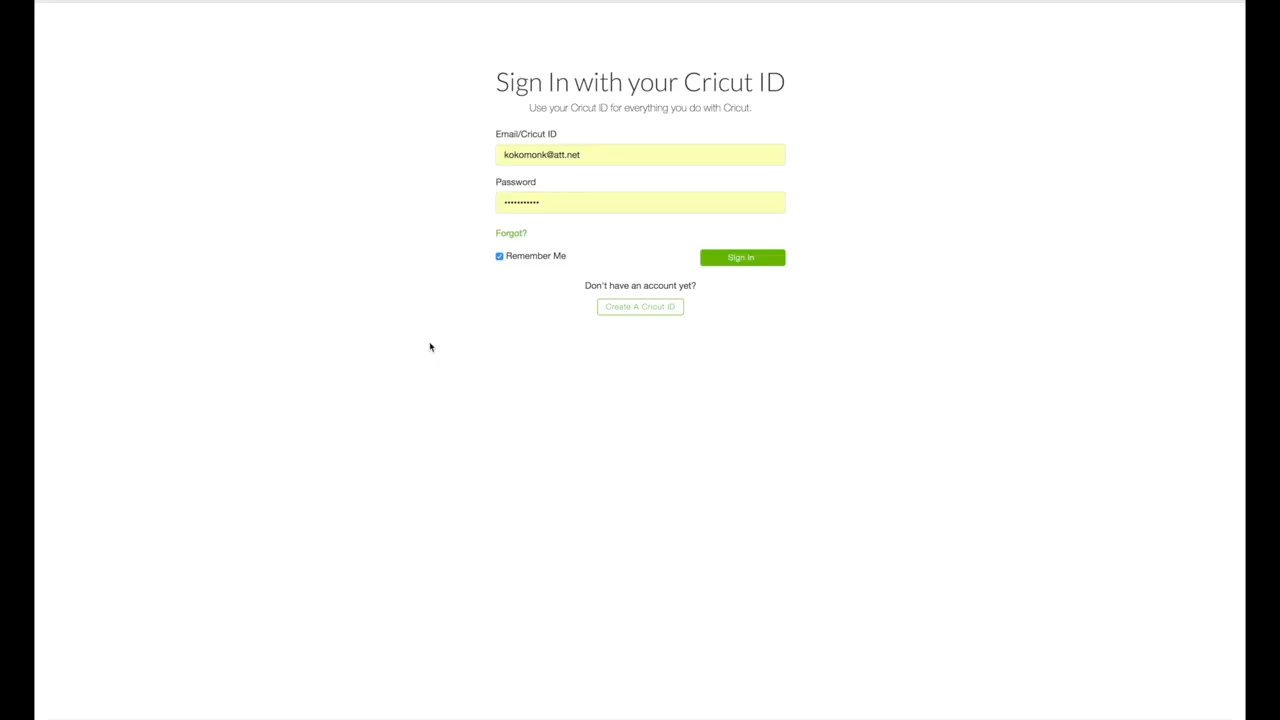 Sign In with your Cricut ID
Use your Cricut ID for everything you do with Cricut.
Email/Cricut ID
kokomonk@att.net
Password
•••••••••••
Forgot?
Remember Me
Sign In
Don't have an account yet?
Create A Cricut ID